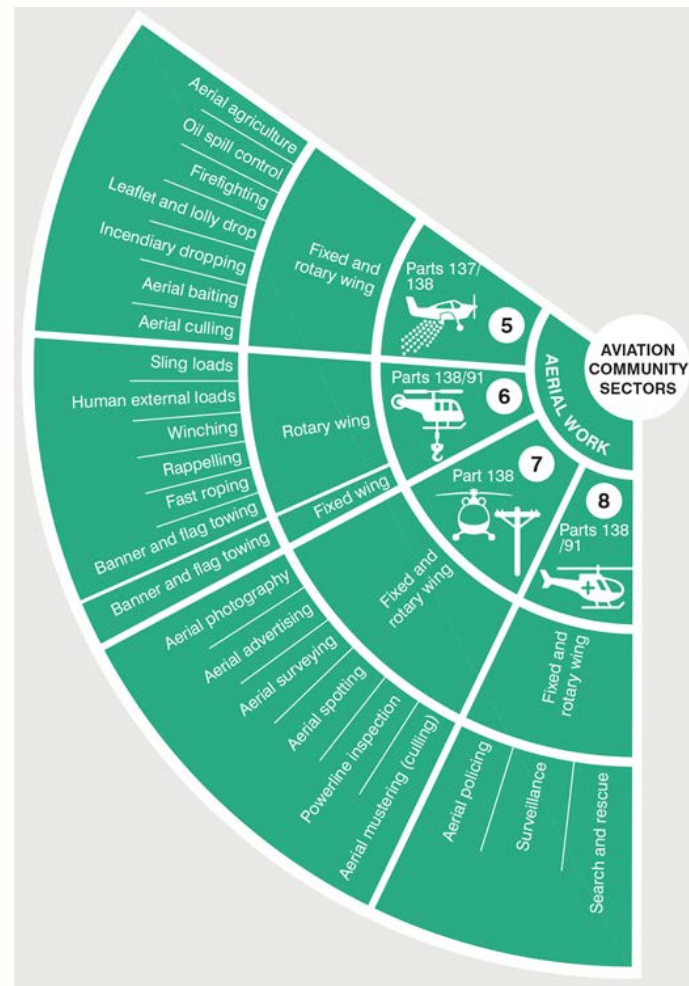 AVIATION
COMMUNITY
SECTORS
AERIAL WORK
5
Parts 137/
138
Fixed and
rotary wing
Aerial agriculture
Oil spill control
Firefighting
Leaflet and lolly drop
Incendiary dropping
Aerial baiting
Aerial culling
6
Parts 138/91
Rotary wing
Sling loads
Human external loads
Winching
Rappelling
Fast roping
Banner and flag towing
Fixed wing
Banner and flag towing
7
Part 138
Fixed and
rotary wing
Aerial photography
Aerial advertising
Aerial surveying
Aerial spotting
Powerline inspection
Aerial mustering (culling)
8
Parts 138
/91
Fixed and
rotary wing
Aerial policing
Surveillance
Search and rescue